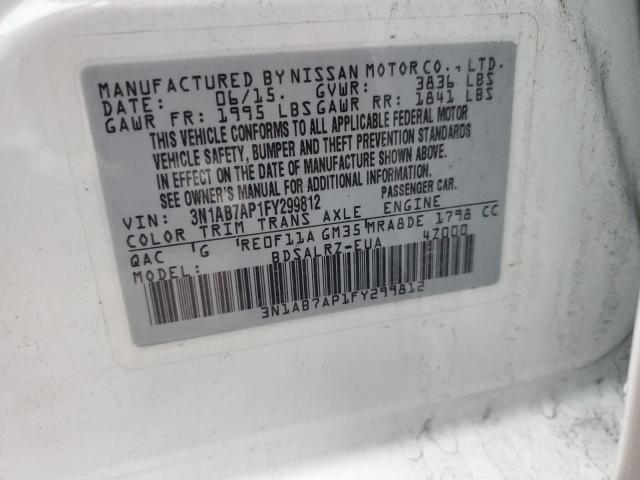 MANUFACTURED BY NISSAN MOTOR CO., LTD.
DATE: 06/15. GVWR: 3836 LBS
GAWR FR: 1995 LBS GAWR RR: 1841 LBS
THIS VEHICLE CONFORMS TO ALL APPLICABLE FEDERAL MOTOR
VEHICLE SAFETY, BUMPER AND THEFT PREVENTION STANDARDS
IN EFFECT ON THE DATE OF MANUFACTURE SHOWN ABOVE.
SEE OWNER'S MANUAL FOR ADDITIONAL INFORMATION.
VIN: 3N1AB7AP1FY299812 PASSENGER CAR.
COLOR TRIM TRANS AXLE ENGINE
QAC G RE0F11A GM35 MRA8DE 1798 CC
MODEL: BDSALRZ-EUA 4Z000
3N1AB7AP1FY299812